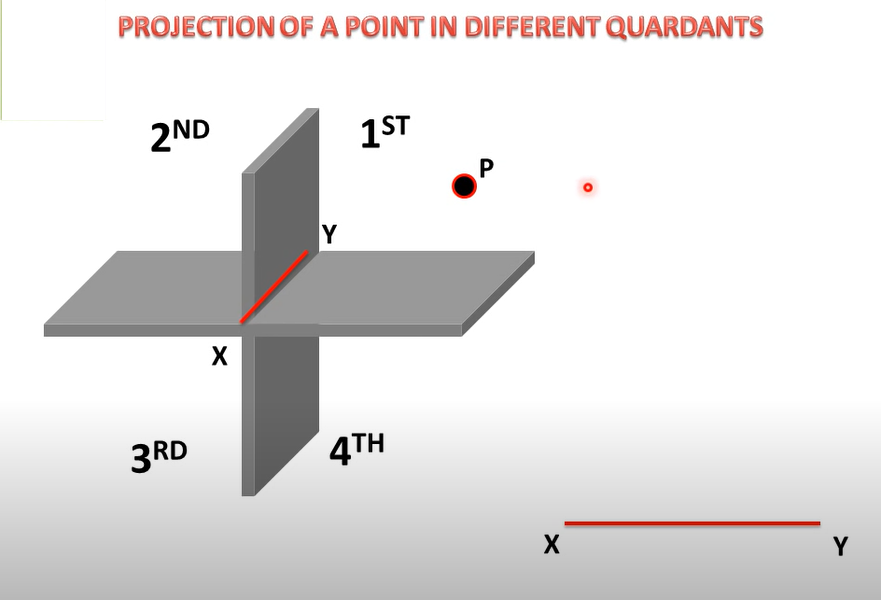 PROJECTION OF A POINT IN DIFFERENT QUARDANTS
2ND
1ST
P
Y
X
3RD
4TH
X
Y